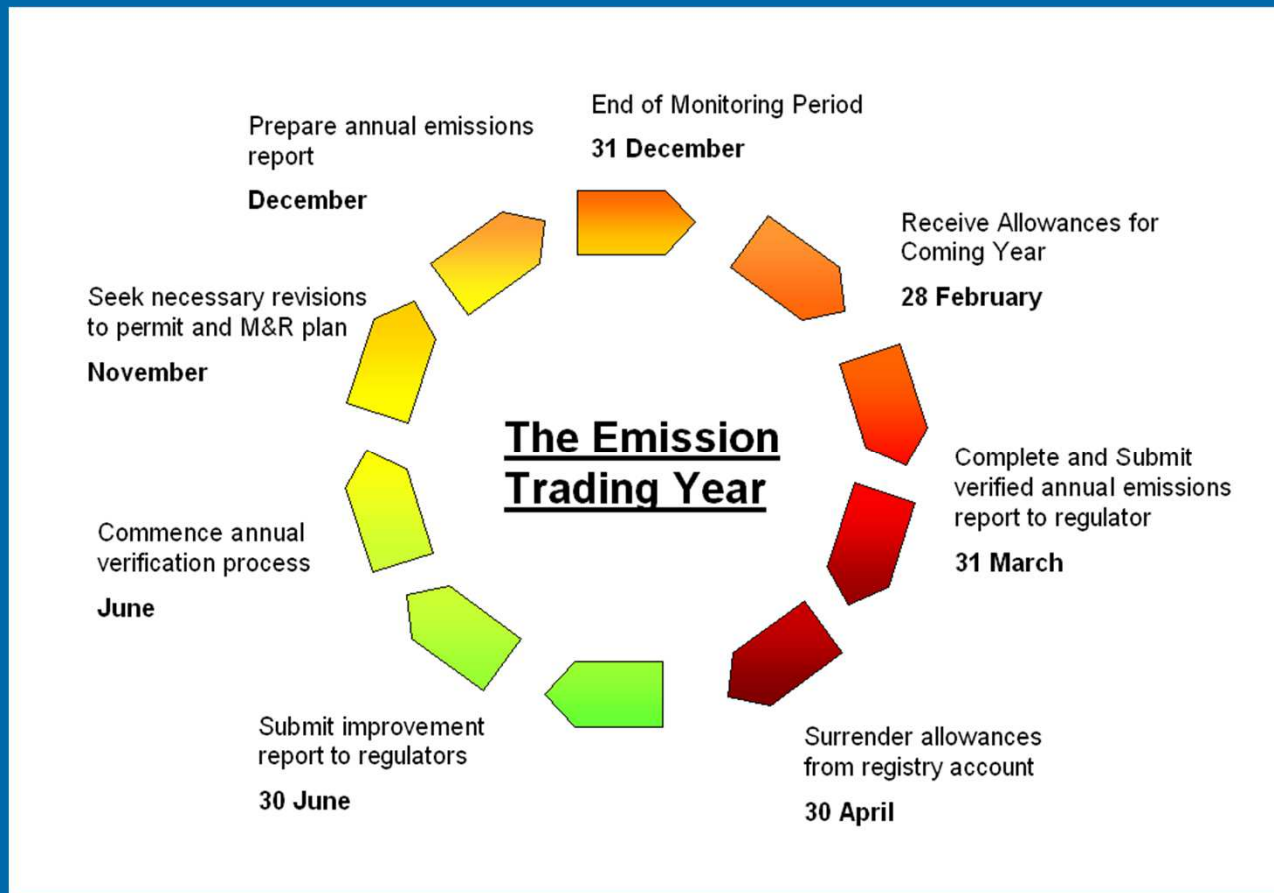 The Emission
Trading Year
End of Monitoring Period
31 December
Receive Allowances for
Coming Year
28 February
Complete and Submit
verified annual emissions
report to regulator
31 March
Surrender allowances
from registry account
30 April
Submit improvement
report to regulators
30 June
Commence annual
verification process
June
Seek necessary revisions
to permit and M&R plan
November
Prepare annual emissions
report
December